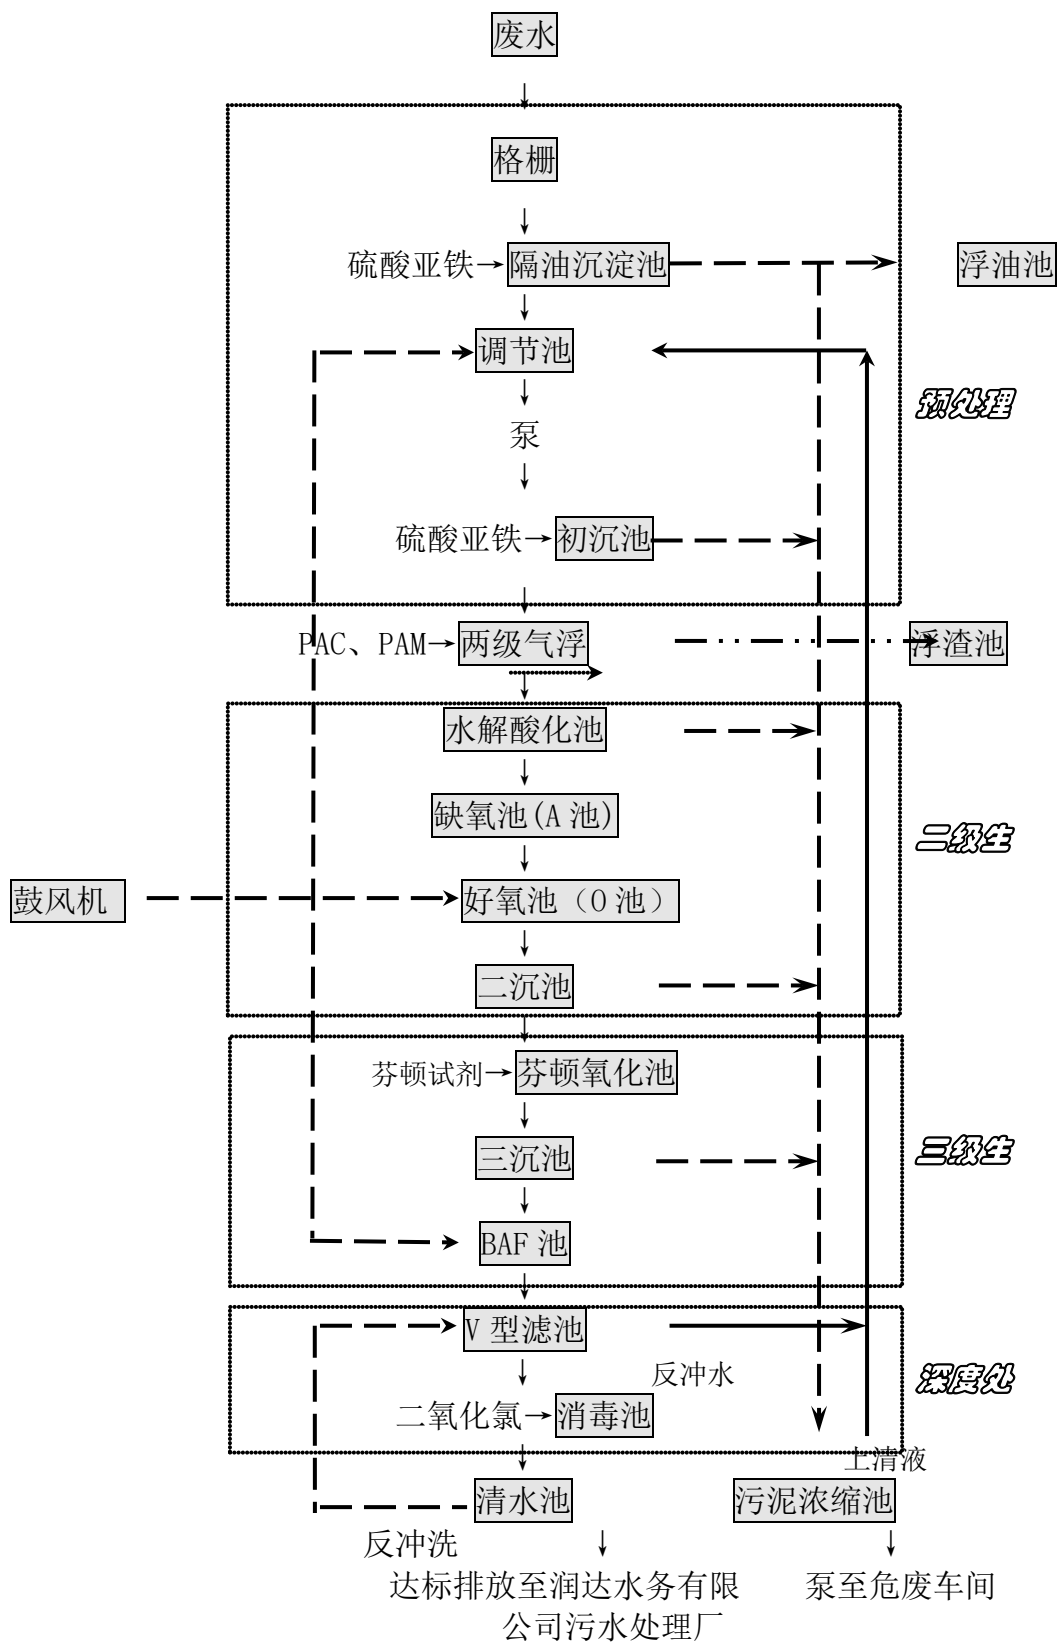 废水
格栅
硫酸亚铁
隔油沉淀池
浮油池
调节池
预处理
泵
硫酸亚铁
初沉池
PAC、PAM
两级气浮
浮渣池
水解酸化池
缺氧池(A 池)
二级生
鼓风机
好氧池（O 池）
二沉池
芬顿试剂
芬顿氧化池
三沉池
三级生
BAF 池
V 型滤池
反冲水
深度处
二氧化氯
消毒池
上清液
清水池
污泥浓缩池
反冲洗
达标排放至润达水务有限
公司污水处理厂
泵至危废车间